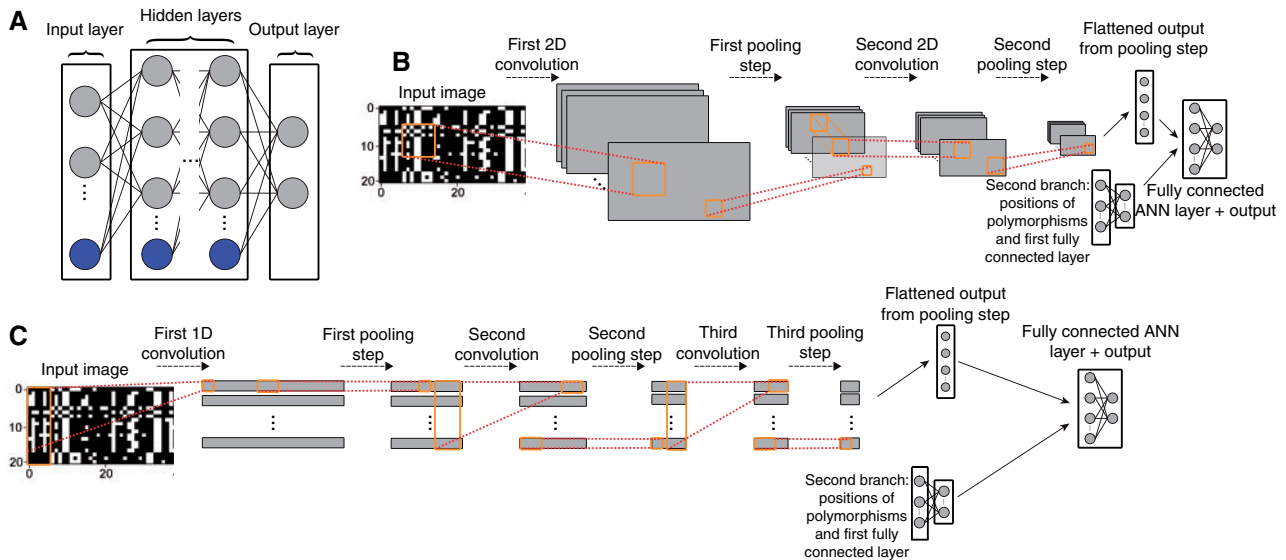 A
Input layer
Hidden layers
Output layer
...
B
First 2D
convolution
First pooling
step
Second 2D
convolution
Second
pooling step
Flattened output
from pooling step
Input image
0
10
20
0
20
Second branch:
positions of
polymorphisms
and first fully
connected layer
Fully connected
ANN layer + output
C
First 1D
convolution
First pooling
step
Second
convolution
Second
pooling step
Third
convolution
Third pooling
step
Flattened output
from pooling step
Fully connected ANN
layer + output
Input image
0
10
20
0
20
Second branch:
positions of
polymorphisms
and first fully
connected layer